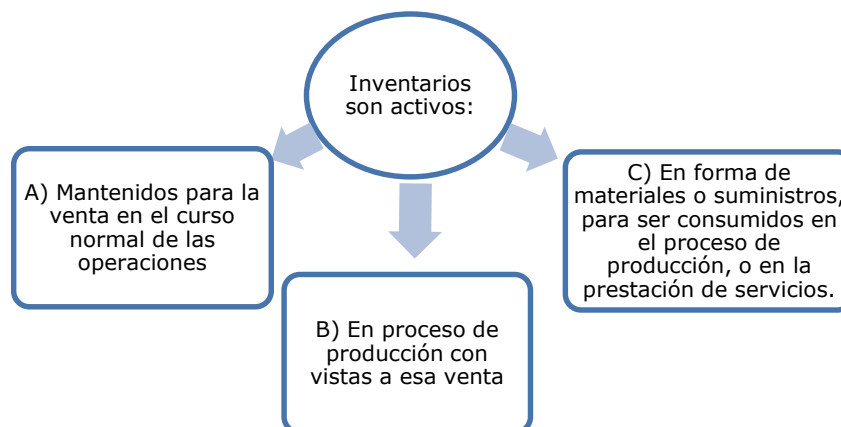 Inventarios
son activos:
A) Mantenidos para la
venta en el curso
normal de las
operaciones
B) En proceso de
producción con
vistas a esa venta
C) En forma de
materiales o suministros,
para ser consumidos en
el proceso de
producción, o en la
prestación de servicios.